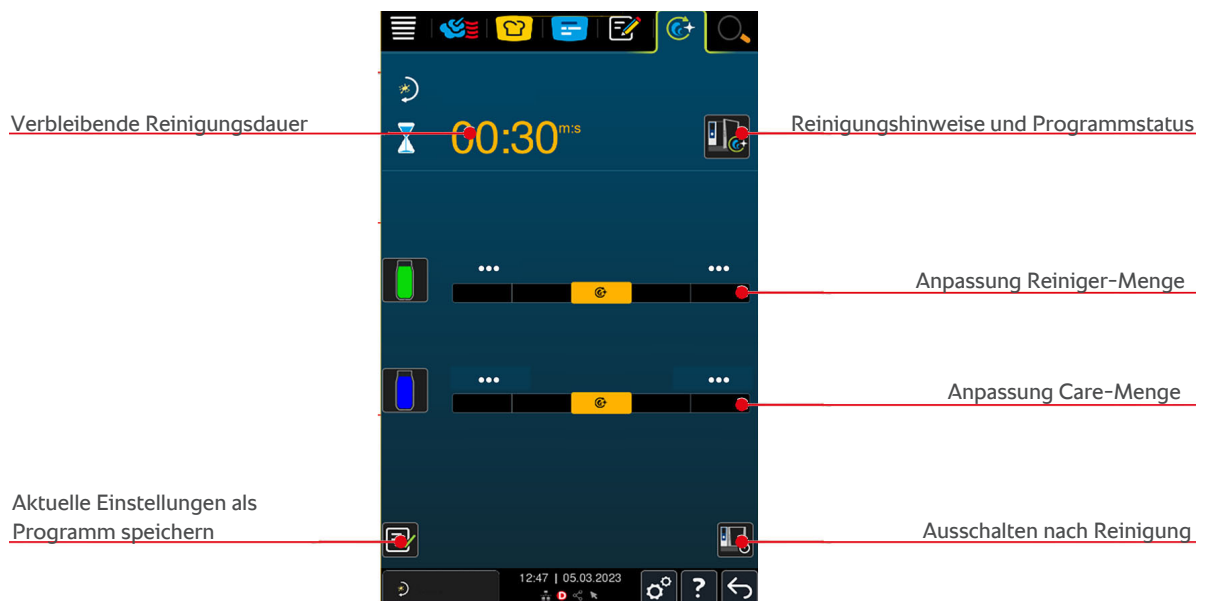 Verbleibende Reinigungsdauer
00:30 m:s
Reinigungshinweise und Programmstatus
Anpassung Reiniger-Menge
Anpassung Care-Menge
Aktuelle Einstellungen als
Programm speichern
Ausschalten nach Reinigung
12:47 | 05.03.2023
D
?